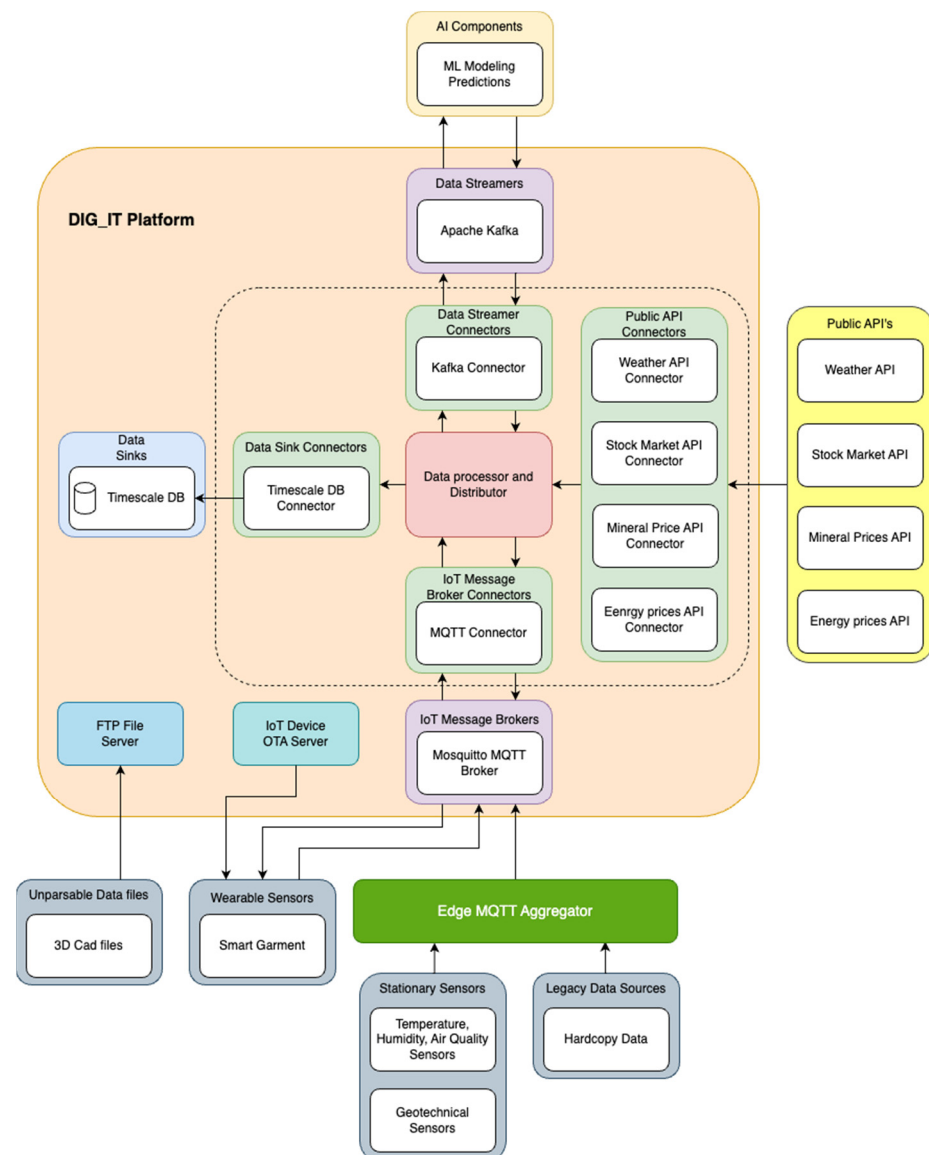 AI Components
ML Modeling
Predictions
DIG_IT Platform
Data Streamers
Apache Kafka
Data Streamer
Connectors
Kafka Connector
Public API
Connectors
Weather API
Connector
Stock Market API
Connector
Mineral Price API
Connector
Eenrgy prices API
Connector
Public API's
Weather API
Stock Market API
Mineral Prices API
Energy prices API
Data
Sinks
Timescale DB
Data Sink Connectors
Timescale DB
Connector
Data processor and
Distributor
IoT Message
Broker Connectors
MQTT Connector
FTP File
Server
IoT Device
OTA Server
IoT Message Brokers
Mosquitto MQTT
Broker
Unparsable Data files
3D Cad files
Wearable Sensors
Smart Garment
Edge MQTT Aggregator
Stationary Sensors
Temperature,
Humidity, Air Quality
Sensors
Geotechnical
Sensors
Legacy Data Sources
Hardcopy Data